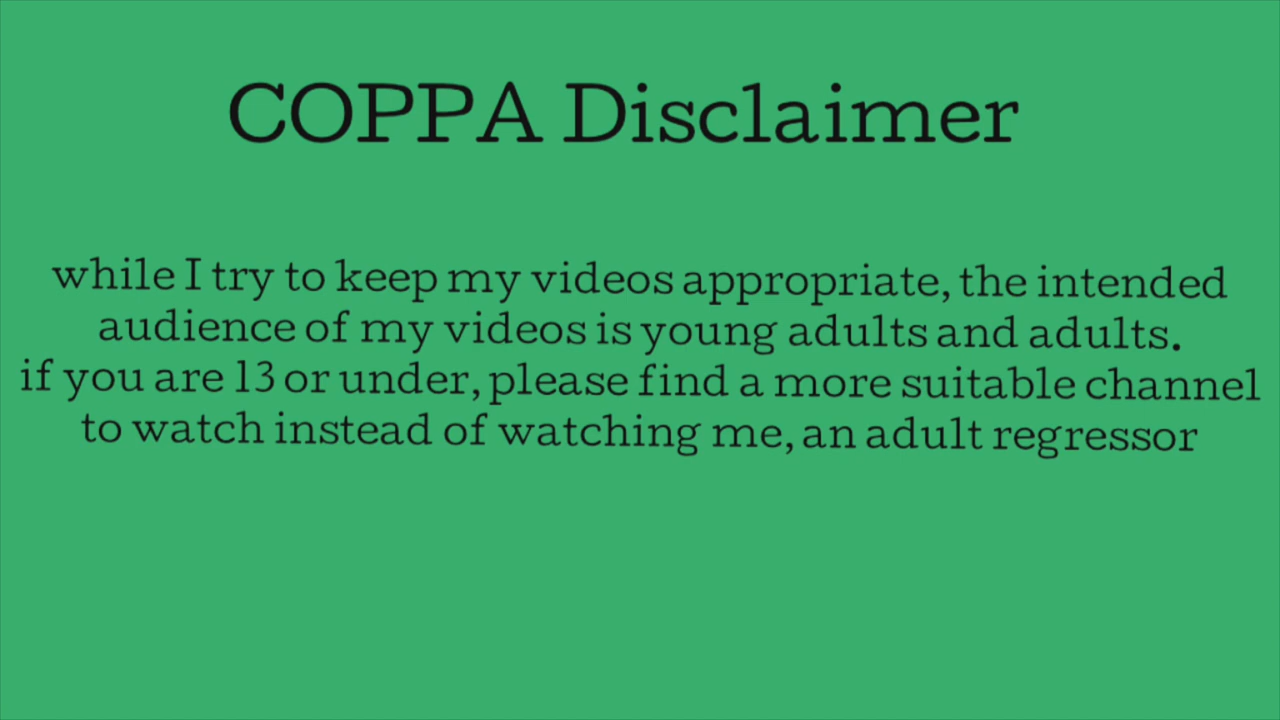 COPPA Disclaimer
while I try to keep my videos appropriate, the intended
audience of my videos is young adults and adults.
if you are 13 or under, please find a more suitable channel
to watch instead of watching me, an adult regressor